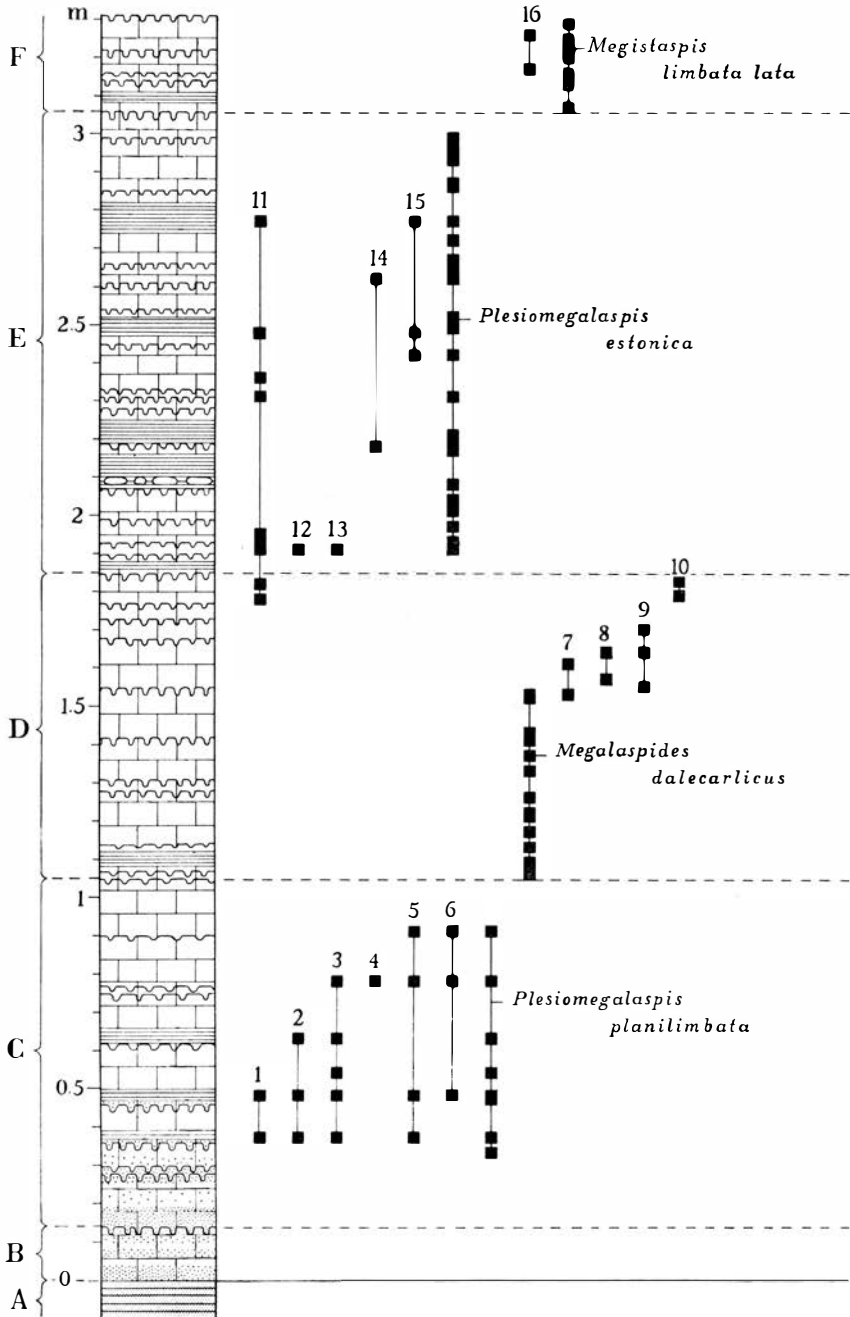 m
16
F
Megistaspis
limbata lata
3
11
15
14
E
2.5
Plesiomegalaspis
estonica
2
12
13
10
9
8
7
D
1.5
Megalaspides
dalecarlicus
1
5
6
3
4
Plesiomegalaspis
planilimbata
2
C
1
0.5
B
0
A